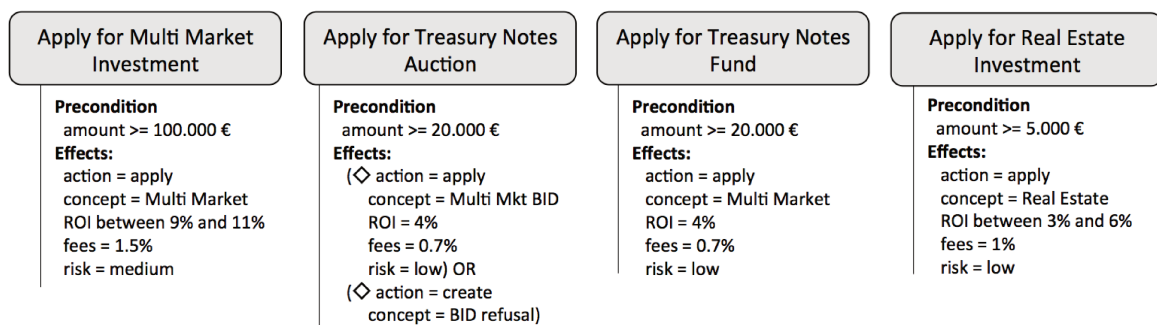 Apply for Multi Market
Investment
Precondition
amount >= 100.000 €
Effects:
action = apply
concept = Multi Market
ROI between 9% and 11%
fees = 1.5%
risk = medium
Apply for Treasury Notes
Auction
Precondition
amount >= 20.000 €
Effects:
(◇ action = apply
concept = Multi Mkt BID
ROI = 4%
fees = 0.7%
risk = low) OR
(◇ action = create
concept = BID refusal)
Apply for Treasury Notes
Fund
Precondition
amount >= 20.000 €
Effects:
action = apply
concept = Multi Market
ROI = 4%
fees = 0.7%
risk = low
Apply for Real Estate
Investment
Precondition
amount >= 5.000 €
Effects:
action = apply
concept = Real Estate
ROI between 3% and 6%
fees = 1%
risk = low